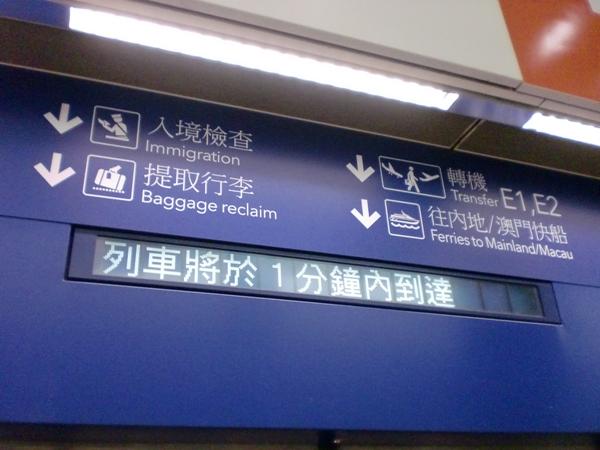 入境檢查
Immigration
提取行李
Baggage reclaim
轉機
Transfer E1,E2
往內地/澳門快船
Ferries to Mainland/Macau
列車將於 1 分鐘內到達